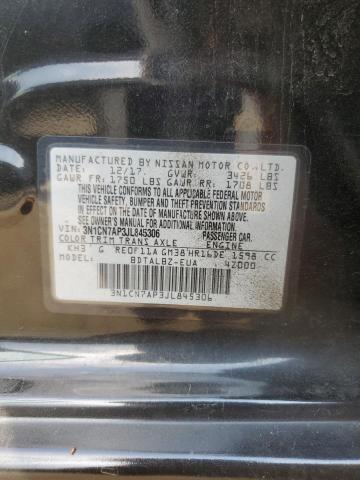 MANUFACTURED BY NISSAN MOTOR CO.,LTD.
DATE: 12/17. GVWR: 3426 LBS
GAWR FR: 1750 LBS GAWR RR: 1708 LBS
THIS VEHICLE CONFORMS TO ALL APPLICABLE FEDERAL MOTOR
VEHICLE SAFETY, BUMPER AND THEFT PREVENTION STANDARDS
IN EFFECT ON THE DATE OF MANUFACTURE SHOWN ABOVE.
SEE OWNER'S MANUAL FOR ADDITIONAL INFORMATION.
VIN: 3N1CN7AP3JL845306 PASSENGER CAR.
COLOR TRIM TRANS AXLE ENGINE
KH3 G RE0F11A GM38 HR16DE 1598 CC
MODEL: BDTALBZ-EUA 42000
3N1CN7AP3JL845306